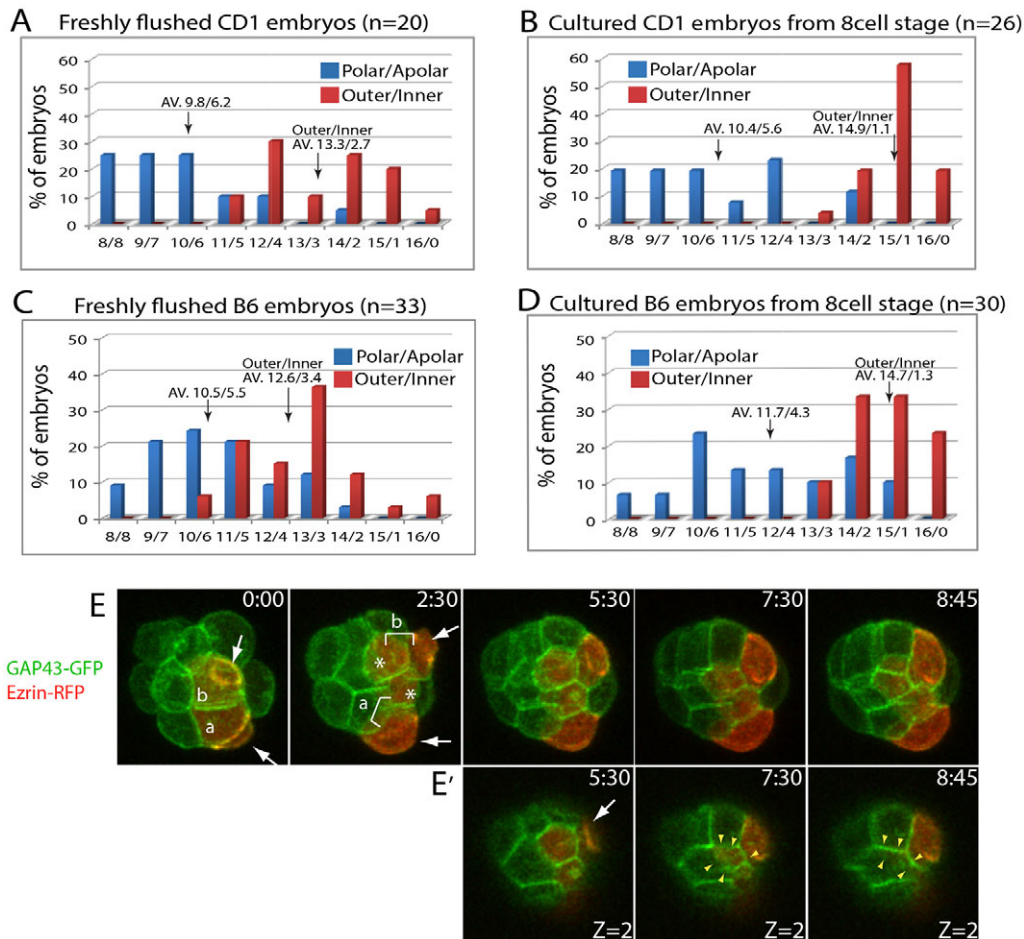 A Freshly flushed CD1 embryos (n=20)
% of embryos
60
50
40
30
20
10
0
Polar/Apolar
Outer/Inner
AV. 9.8/6.2
Outer/Inner
AV. 13.3/2.7
8/8 9/7 10/6 11/5 12/4 13/3 14/2 15/1 16/0
B Cultured CD1 embryos from 8cell stage (n=26)
% of embryos
60
50
40
30
20
10
0
Polar/Apolar
Outer/Inner
AV. 10.4/5.6
Outer/Inner
AV. 14.9/1.1
8/8 9/7 10/6 11/5 12/4 13/3 14/2 15/1 16/0
C Freshly flushed B6 embryos (n=33)
% of embryos
50
40
30
20
10
0
Polar/Apolar
Outer/Inner
AV. 10.5/5.5
Outer/Inner
AV. 12.6/3.4
8/8 9/7 10/6 11/5 12/4 13/3 14/2 15/1 16/0
D Cultured B6 embryos from 8cell stage (n=30)
% of embryos
50
40
30
20
10
0
Polar/Apolar
Outer/Inner
AV. 11.7/4.3
Outer/Inner
AV. 14.7/1.3
8/8 9/7 10/6 11/5 12/4 13/3 14/2 15/1 16/0
E
GAP43-GFP
Ezrin-RFP
0:00
b
a
2:30
b
*
*
a
5:30
7:30
8:45
E'
5:30
Z=2
7:30
Z=2
8:45
Z=2